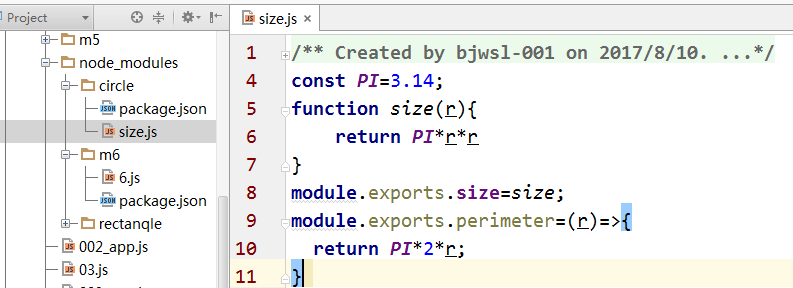 Project
size.js
m5
node_modules
circle
package.json
size.js
m6
6.js
package.json
rectanqle
002_app.js
03.js
1 /** Created by bjwsl-001 on 2017/8/10. ...*/
4 const PI=3.14;
5 function size(r){
6 return PI*r*r
7 }
8 module.exports.size=size;
9 module.exports.perimeter=(r)=>{
10 return PI*2*r;
11 }